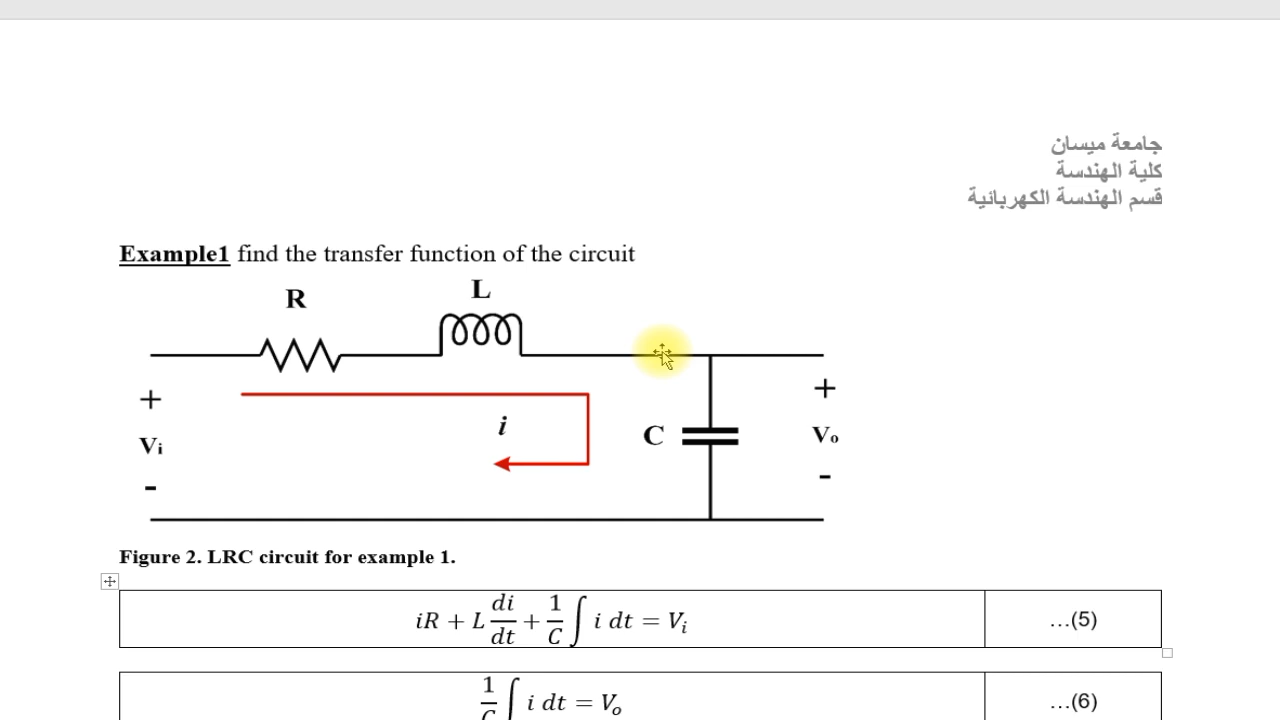 جامعة ميسان
كلية الهندسة
قسم الهندسة الكهربائية
Example1 find the transfer function of the circuit
R
L
+
Vi
-
i
C
+
Vo
-
Figure 2. LRC circuit for example 1.
iR + L di/dt + 1/C ∫ i dt = Vi ...(5)
1/C ∫ i dt = Vo ...(6)